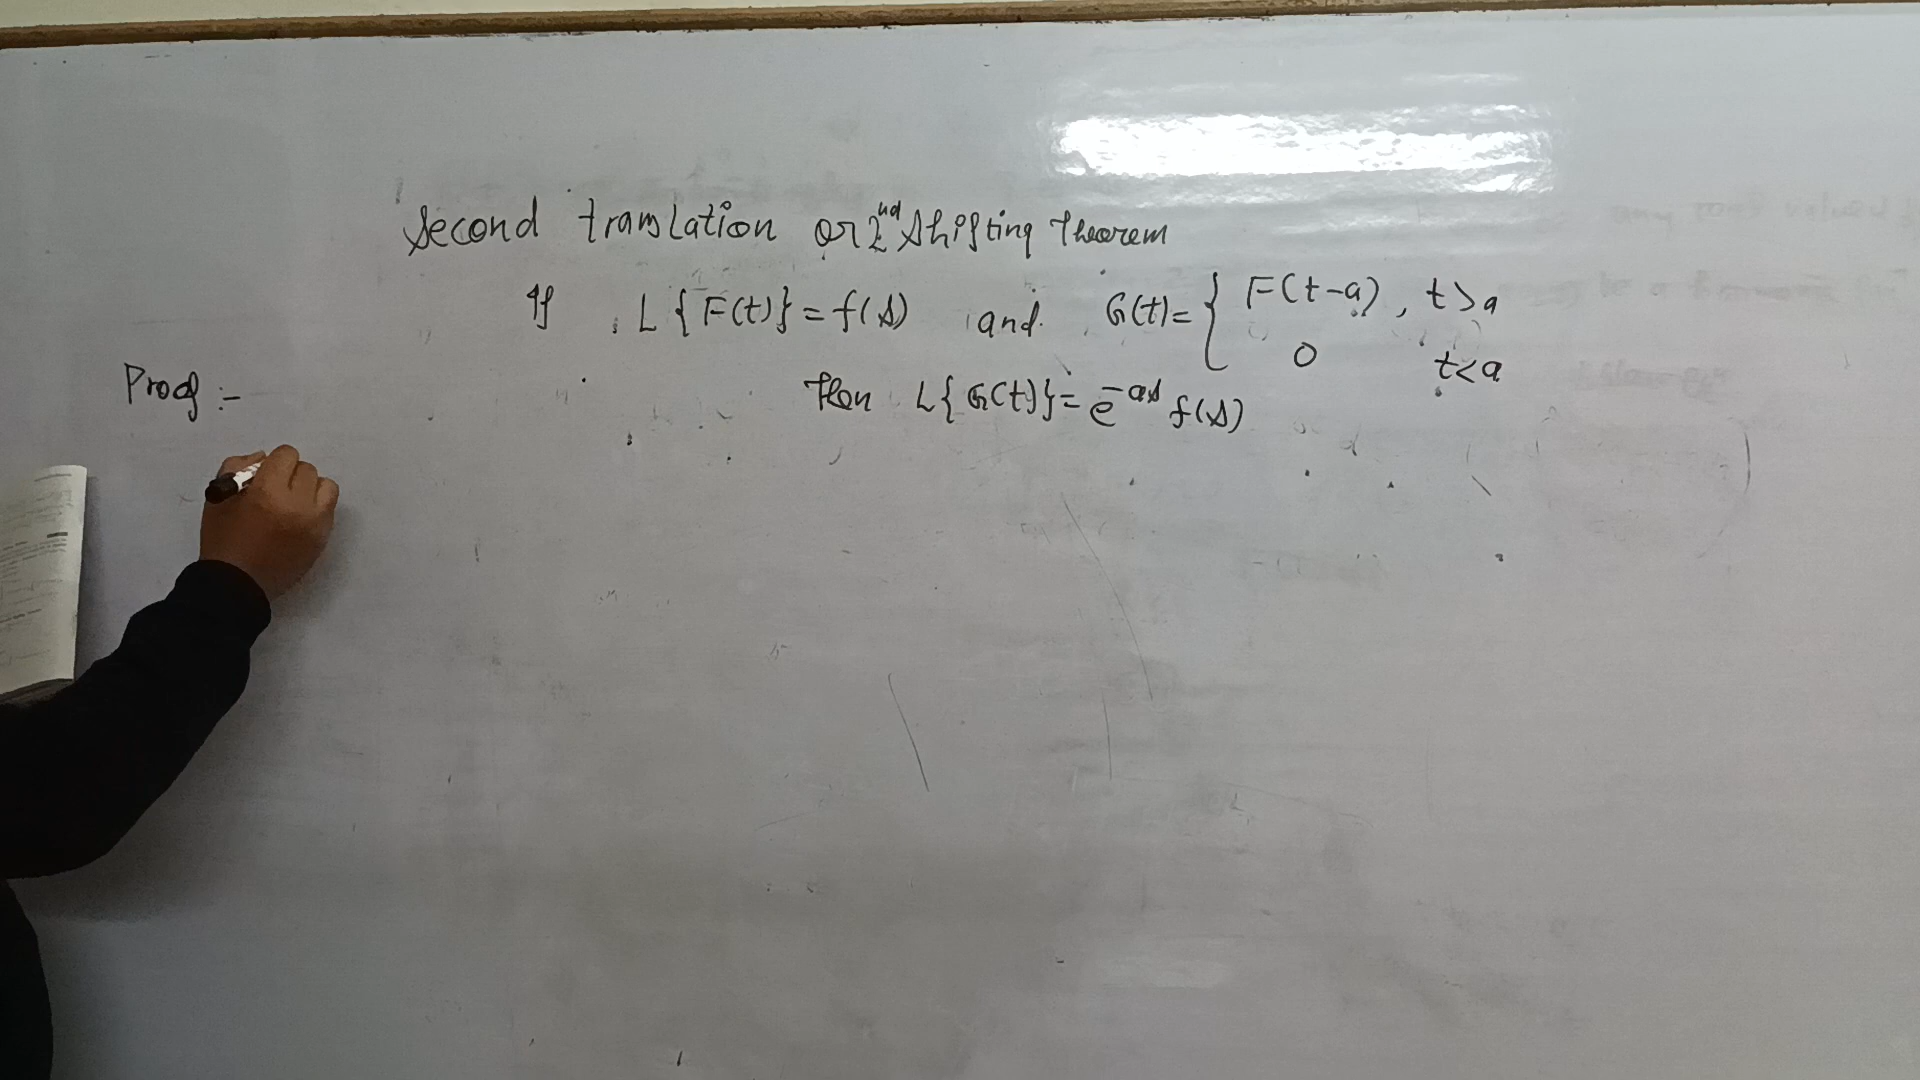 Second translation or 2nd Shifting Theorem
If L{F(t)} = f(s) and G(t) = { F(t-a), t>a
0 t<a
Proof :-
Then L{G(t)} = e^-as f(s)